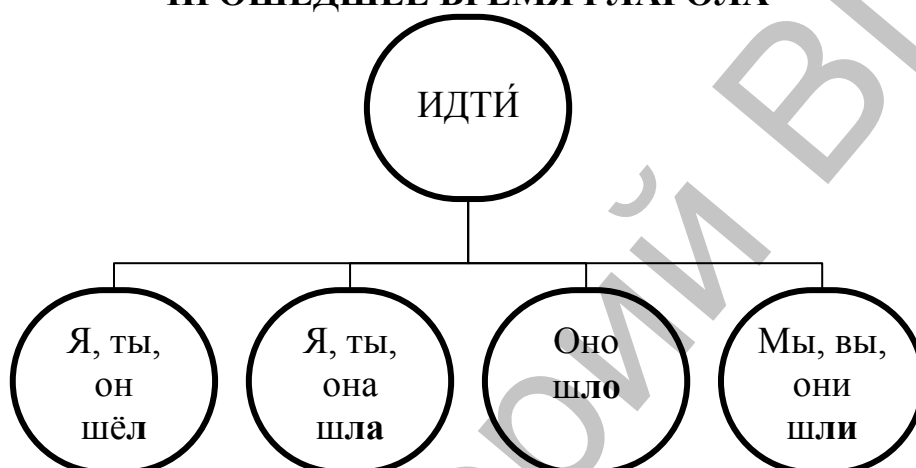 ПРОШЕДШЕЕ ВРЕМЯ ГЛАГОЛА
ИДТИ́
Я, ты,
он
шёл
Я, ты,
она
шла
Оно
шло
Мы, вы,
они
шли